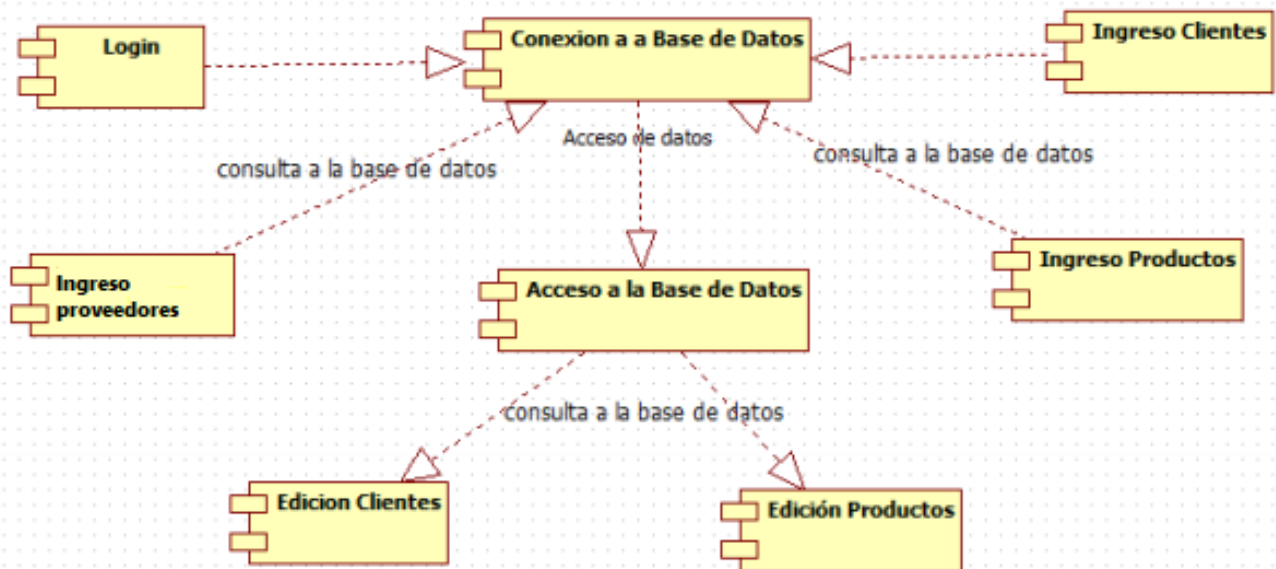 Login
Conexion a a Base de Datos
Ingreso Clientes
Acceso de datos
consulta a la base de datos
consulta a la base de datos
Ingreso
proveedores
Acceso a la Base de Datos
Ingreso Productos
consulta a la base de datos
Edicion Clientes
Edición Productos